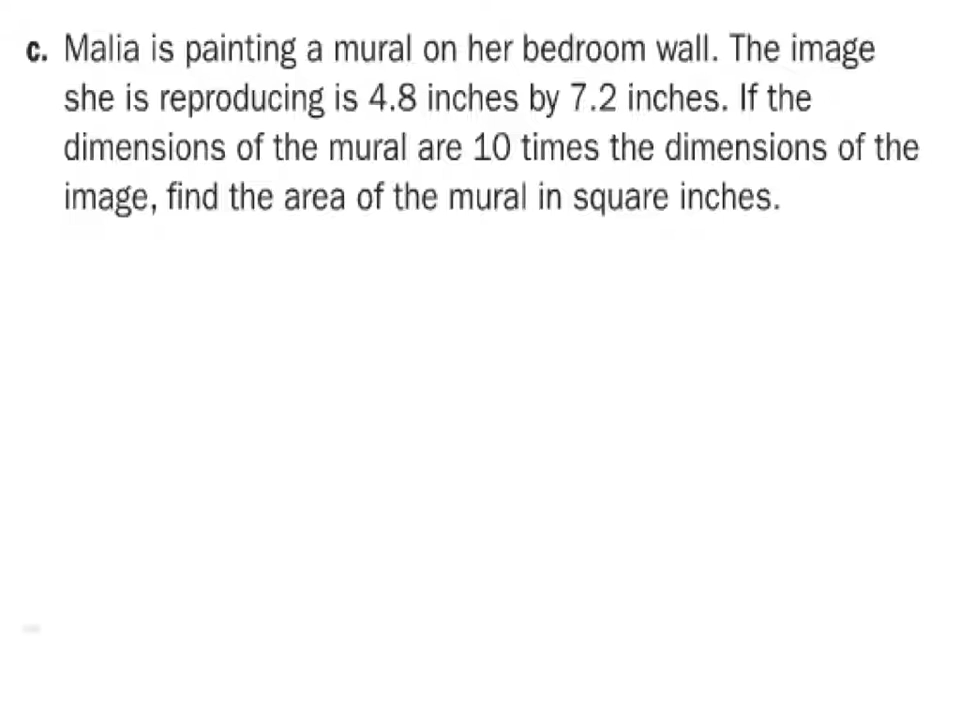 c. Malia is painting a mural on her bedroom wall. The image
she is reproducing is 4.8 inches by 7.2 inches. If the
dimensions of the mural are 10 times the dimensions of the
image, find the area of the mural in square inches.